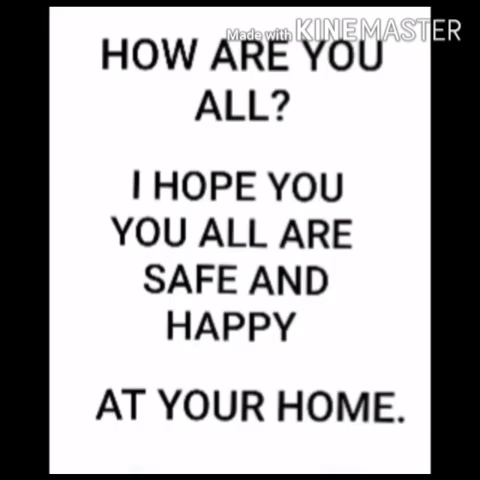 Made with KINEMASTER
HOW ARE YOU
ALL?
I HOPE YOU
YOU ALL ARE
SAFE AND
HAPPY
AT YOUR HOME.